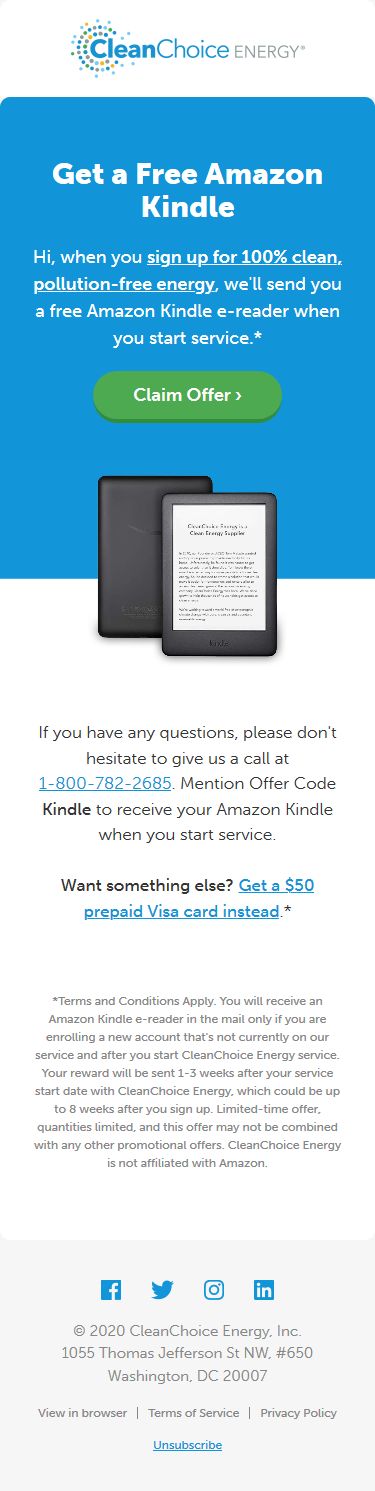 CleanChoice ENERGY®
Get a Free Amazon
Kindle
Hi, when you sign up for 100% clean,
pollution-free energy, we'll send you
a free Amazon Kindle e-reader when
you start service.*
Claim Offer ›
CleanChoice Energy is a
Clean Energy Supplier
kindle
If you have any questions, please don't
hesitate to give us a call at
1-800-782-2685. Mention Offer Code
Kindle to receive your Amazon Kindle
when you start service.
Want something else? Get a $50
prepaid Visa card instead.*
*Terms and Conditions Apply. You will receive an
Amazon Kindle e-reader in the mail only if you are
enrolling a new account that's not currently on our
service and after you start CleanChoice Energy service.
Your reward will be sent 1-3 weeks after your service
start date with CleanChoice Energy, which could be up
to 8 weeks after you sign up. Limited-time offer,
quantities limited, and this offer may not be combined
with any other promotional offers. CleanChoice Energy
is not affiliated with Amazon.
© 2020 CleanChoice Energy, Inc.
1055 Thomas Jefferson St NW, #650
Washington, DC 20007
View in browser | Terms of Service | Privacy Policy
Unsubscribe